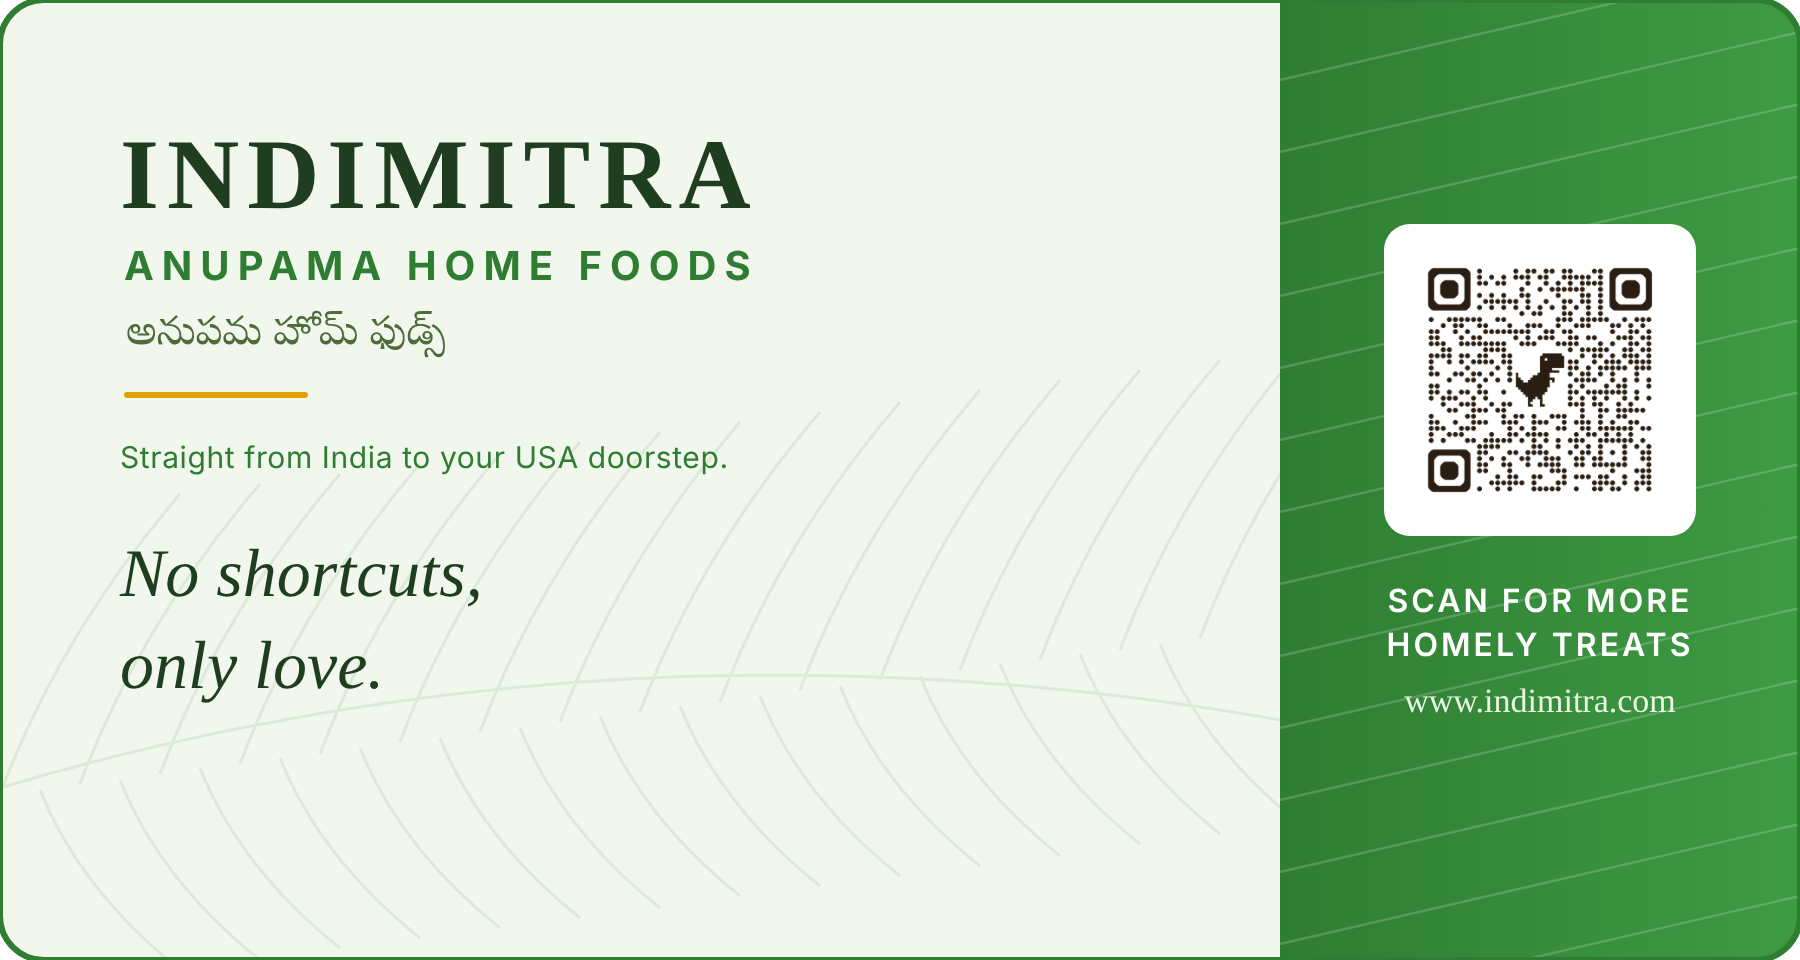 INDIMITRA
ANUPAMA HOME FOODS
అనుపమ హోమ్ ఫుడ్స్
Straight from India to your USA doorstep.
No shortcuts,
only love.
SCAN FOR MORE
HOMELY TREATS
www.indimitra.com